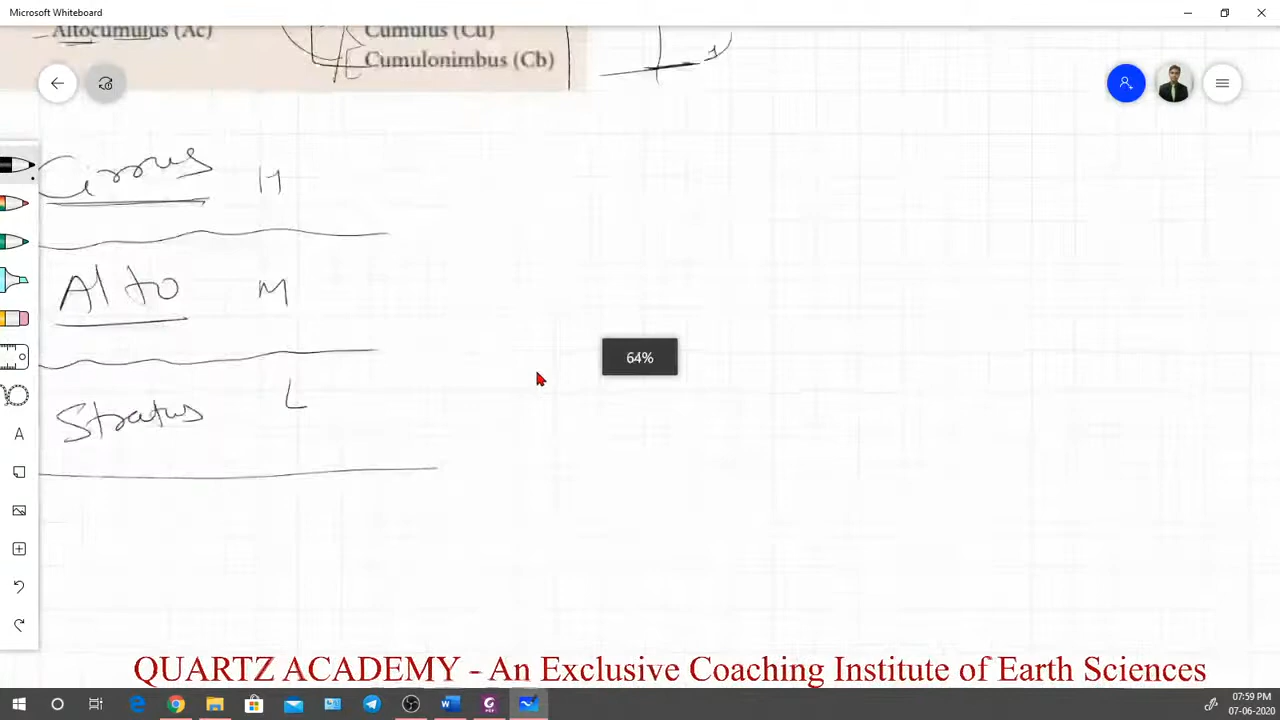 Microsoft Whiteboard
Altocumulus (Ac)
Cumulus (Cu)
Cumulonimbus (Cb)
Cirrus H
Alto M
Stratus L
64%
A
QUARTZ ACADEMY - An Exclusive Coaching Institute of Earth Sciences
07:59 PM
07-06-2020